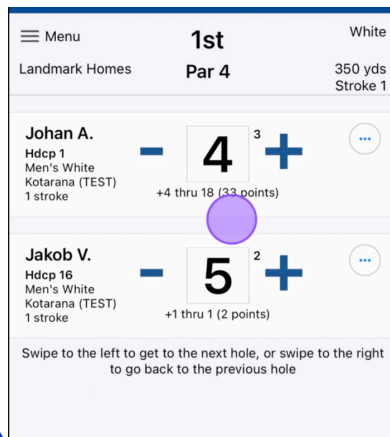 Menu
1st
White
Landmark Homes
Par 4
350 yds
Stroke 1
Johan A.
Hdcp 1
Men's White
Kotarana (TEST)
1 stroke
− 4 3 +
+4 thru 18 (33 points)
Jakob V.
Hdcp 16
Men's White
Kotarana (TEST)
1 stroke
− 5 2 +
+1 thru 1 (2 points)
Swipe to the left to get to the next hole, or swipe to the right
to go back to the previous hole